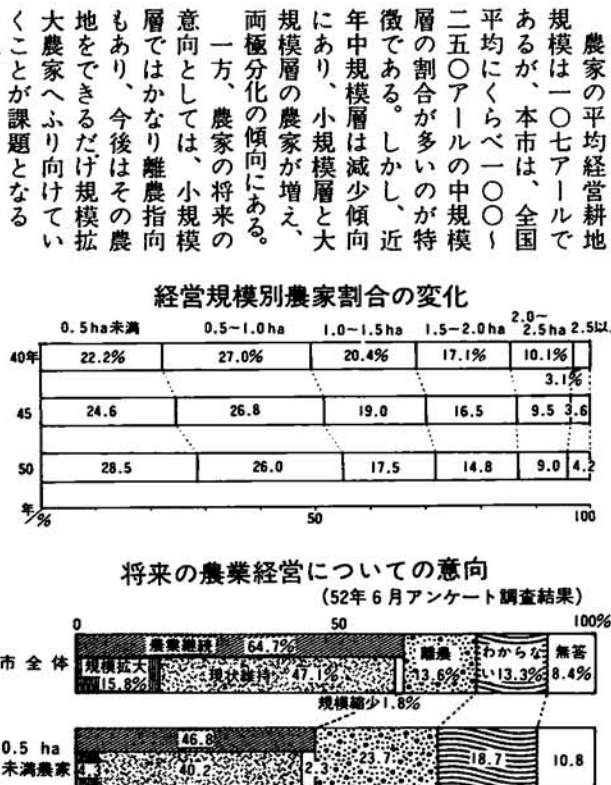 農家の平均経営耕地
規模は一〇七アールで
あるが、本市は、全国
平均にくらべ一〇〇〜
二五〇アールの中規模
層の割合が多いのが特
徴である。しかし、近
年中規模層は減少傾向
にあり、小規模層と大
規模層の農家が増え、
両極分化の傾向にある。
一方、農家の将来の
意向としては、小規模
層ではかなり離農指向
もあり、今後はその農
地をできるだけ規模拡
大農家へふり向けてい
くことが課題となる
経営規模別農家割合の変化
0.5ha未満 0.5〜1.0ha 1.0〜1.5ha 1.5〜2.0ha 2.0〜2.5ha 2.5以
40年 22.2% 27.0% 20.4% 17.1% 10.1%
3.1%
45 24.6 26.8 19.0 16.5 9.5 3.6
50 28.5 26.0 17.5 14.8 9.0 4.2
年/% 50 100
将来の農業経営についての意向
(52年6月アンケート調査結果)
0 50 100%
市全体 農業継続 64.7% 離農 13.6% わからない13.3% 無答 8.4%
規模拡大 15.8% 現状維持 47.1%
規模縮少1.8%
0.5 ha未満農家 46.8 23.7 18.7 10.8
4.3 40.2 2.3